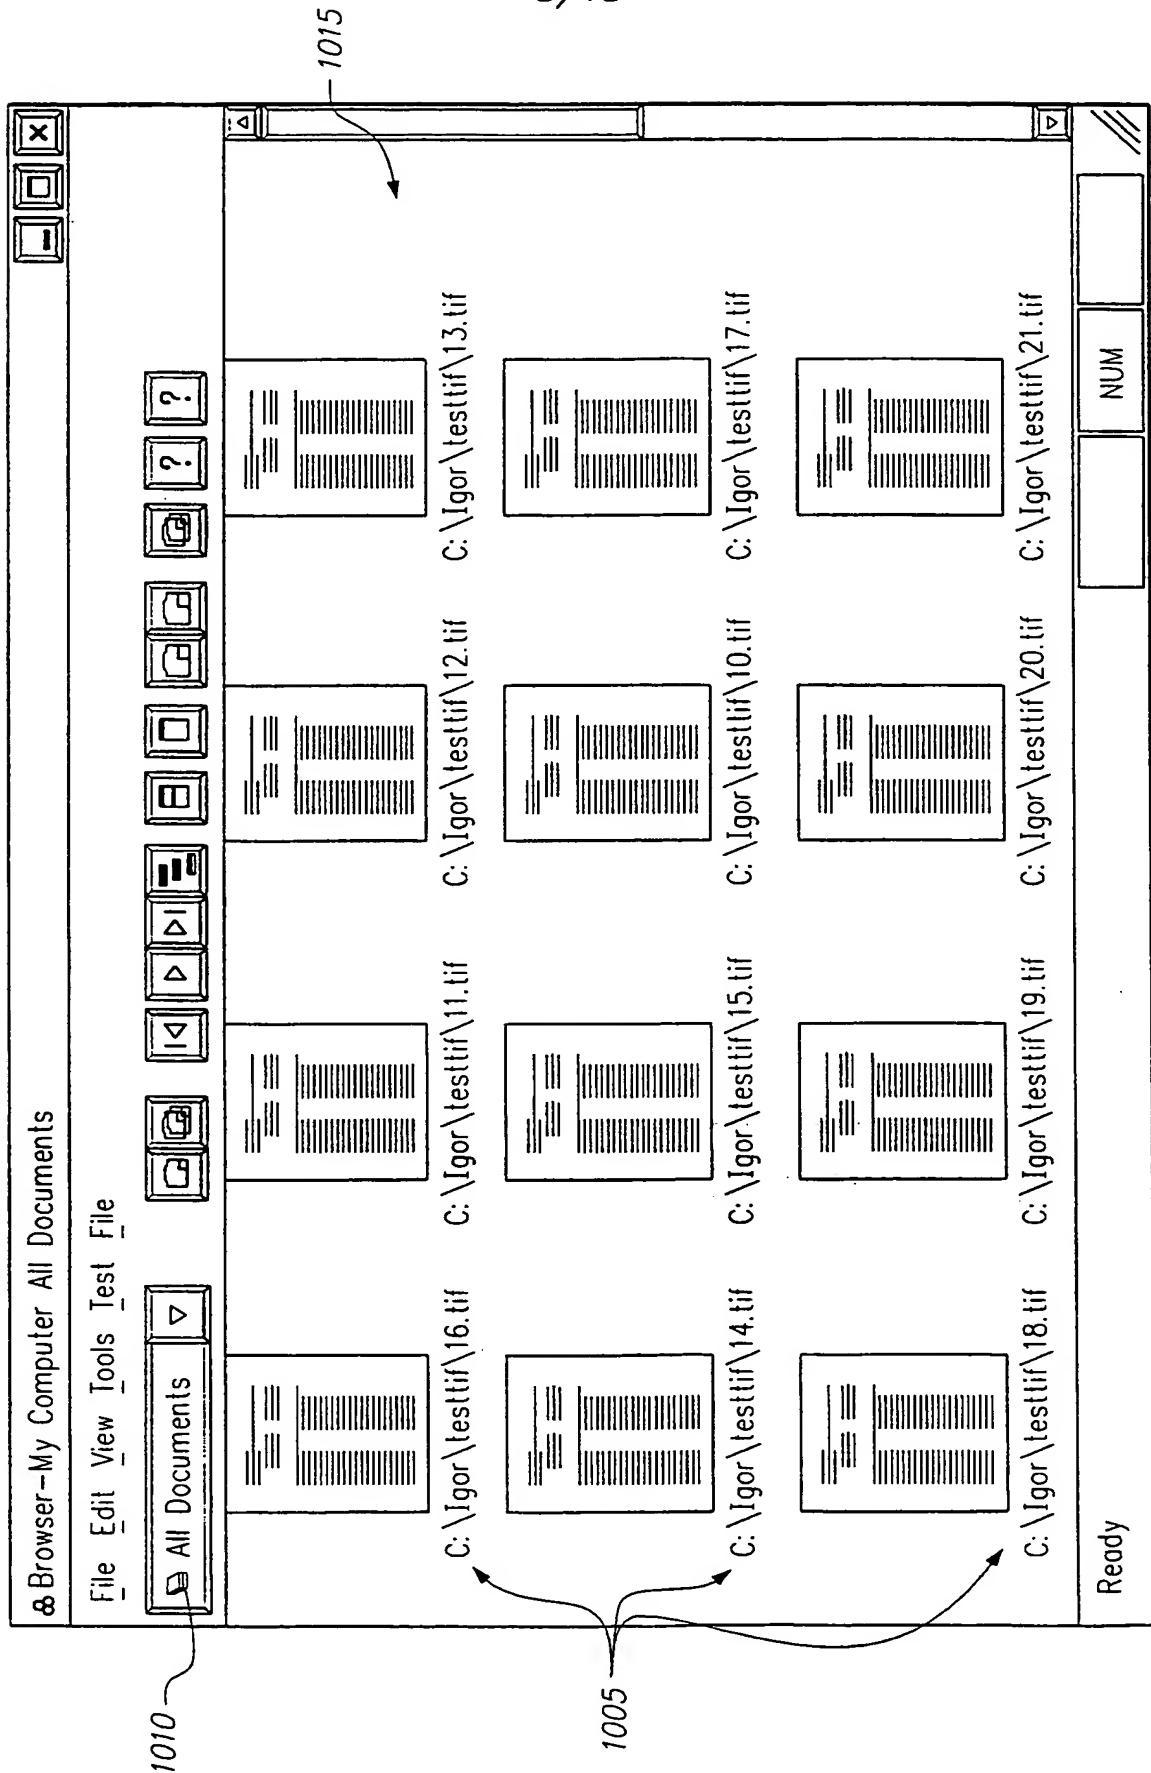 1015
Browser-My Computer All Documents
File Edit View Tools Test File
1010
All Documents
? ?
C:\Igor\testtif\16.tif C:\Igor\testtif\11.tif C:\Igor\testtif\12.tif C:\Igor\testtif\13.tif
C:\Igor\testtif\14.tif C:\Igor\testtif\15.tif C:\Igor\testtif\10.tif C:\Igor\testtif\17.tif
1005
C:\Igor\testtif\18.tif C:\Igor\testtif\19.tif C:\Igor\testtif\20.tif C:\Igor\testtif\21.tif
Ready NUM